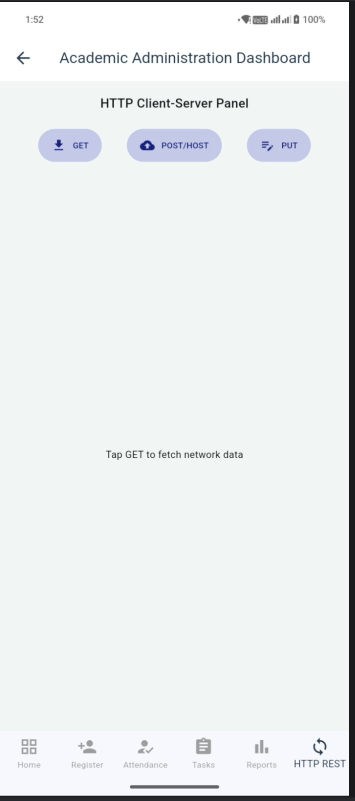 1:52
VoLTE
100%
Academic Administration Dashboard
HTTP Client-Server Panel
GET
POST/HOST
PUT
Tap GET to fetch network data
Home
Register
Attendance
Tasks
Reports
HTTP REST